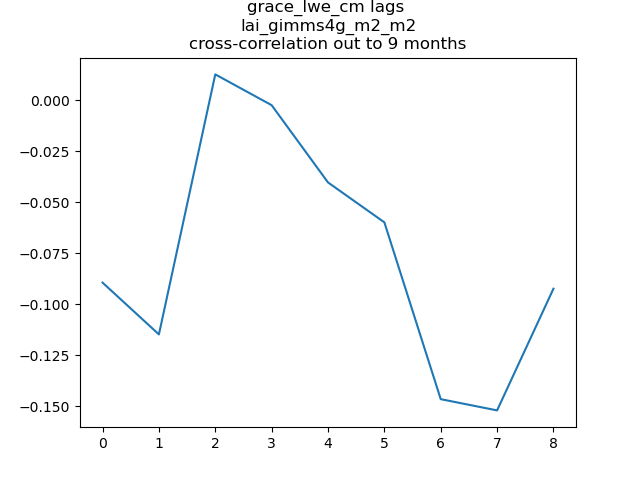 grace_lwe_cm lags
lai_gimms4g_m2_m2
cross-correlation out to 9 months
0.000
−0.025
−0.050
−0.075
−0.100
−0.125
−0.150
0 1 2 3 4 5 6 7 8